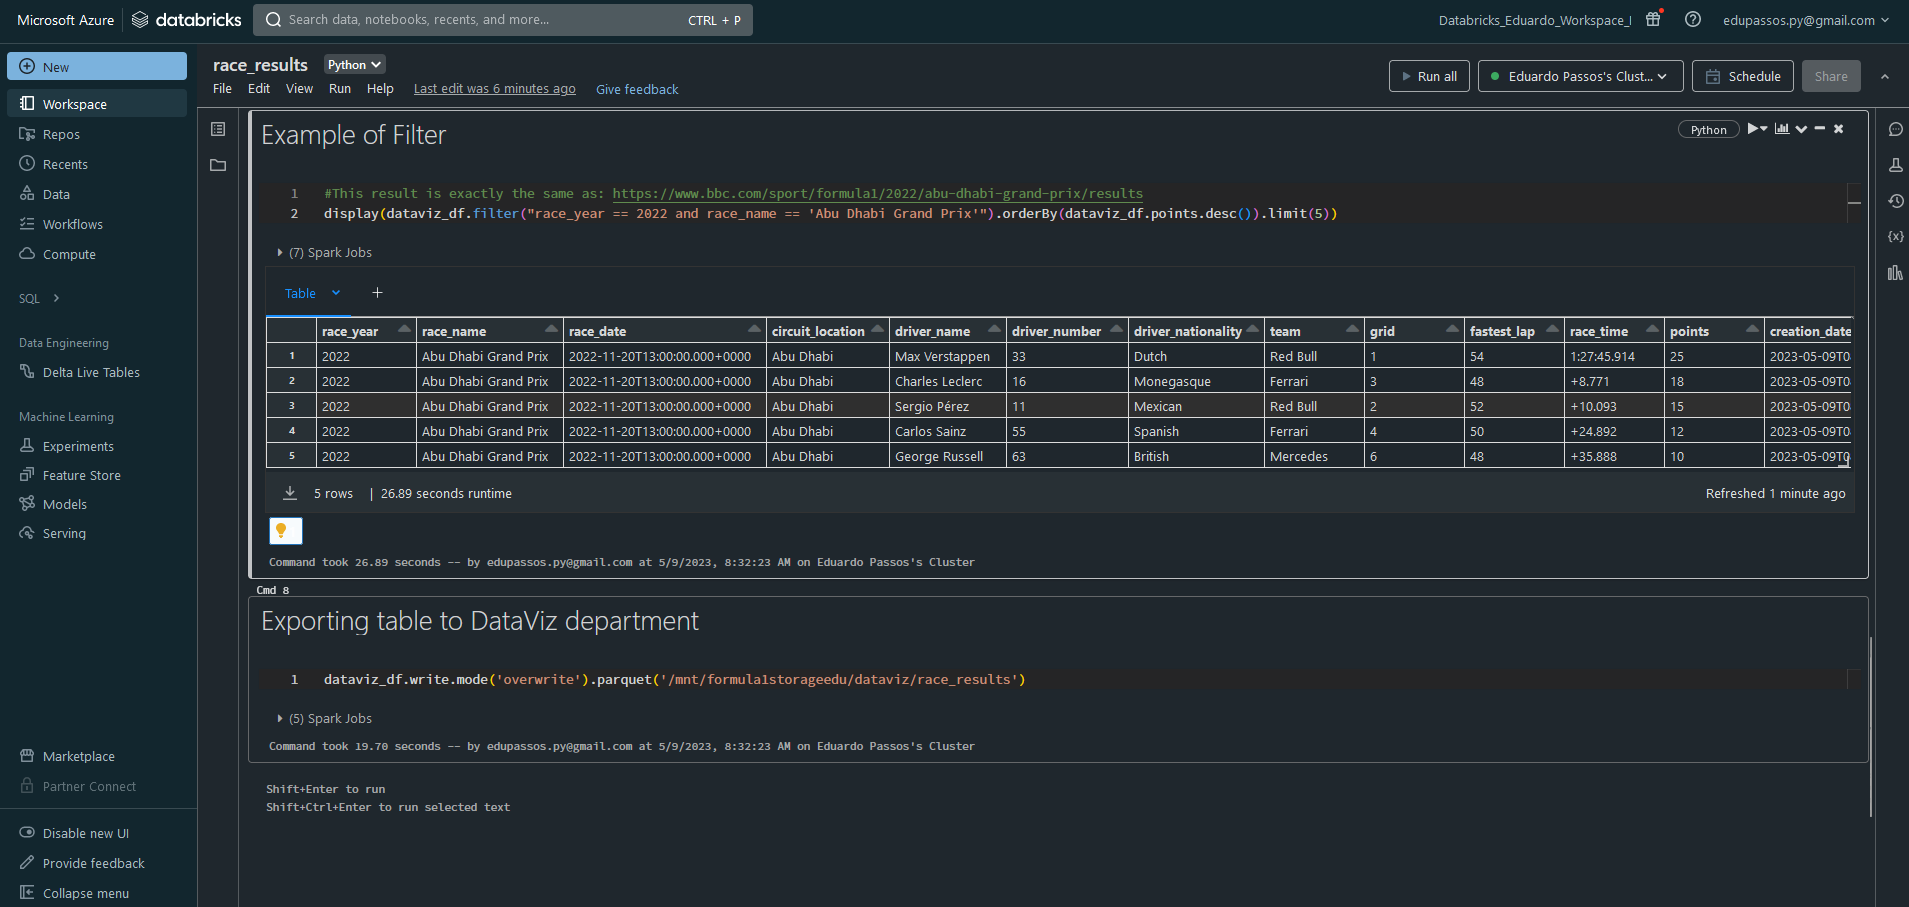 Microsoft Azure databricks Search data, notebooks, recents, and more... CTRL + P Databricks_Eduardo_Workspace_I edupassos.py@gmail.com
New
Workspace
Repos
Recents
Data
Workflows
Compute
SQL
Data Engineering
Delta Live Tables
Machine Learning
Experiments
Feature Store
Models
Serving
Marketplace
Partner Connect
Disable new UI
Provide feedback
Collapse menu
race_results Python
File Edit View Run Help Last edit was 6 minutes ago Give feedback
Run all Eduardo Passos's Clust... Schedule Share
Example of Filter
Python
1 #This result is exactly the same as: https://www.bbc.com/sport/formula1/2022/abu-dhabi-grand-prix/results
2 display(dataviz_df.filter("race_year == 2022 and race_name == 'Abu Dhabi Grand Prix'").orderBy(dataviz_df.points.desc()).limit(5))
(7) Spark Jobs
Table +
race_year race_name race_date circuit_location driver_name driver_number driver_nationality team grid fastest_lap race_time points creation_date
1 2022 Abu Dhabi Grand Prix 2022-11-20T13:00:00.000+0000 Abu Dhabi Max Verstappen 33 Dutch Red Bull 1 54 1:27:45.914 25 2023-05-09T0
2 2022 Abu Dhabi Grand Prix 2022-11-20T13:00:00.000+0000 Abu Dhabi Charles Leclerc 16 Monegasque Ferrari 3 48 +8.771 18 2023-05-09T0
3 2022 Abu Dhabi Grand Prix 2022-11-20T13:00:00.000+0000 Abu Dhabi Sergio Pérez 11 Mexican Red Bull 2 52 +10.093 15 2023-05-09T0
4 2022 Abu Dhabi Grand Prix 2022-11-20T13:00:00.000+0000 Abu Dhabi Carlos Sainz 55 Spanish Ferrari 4 50 +24.892 12 2023-05-09T0
5 2022 Abu Dhabi Grand Prix 2022-11-20T13:00:00.000+0000 Abu Dhabi George Russell 63 British Mercedes 6 48 +35.888 10 2023-05-09T0
5 rows | 26.89 seconds runtime Refreshed 1 minute ago
Command took 26.89 seconds -- by edupassos.py@gmail.com at 5/9/2023, 8:32:23 AM on Eduardo Passos's Cluster
Cmd 8
Exporting table to DataViz department
1 dataviz_df.write.mode('overwrite').parquet('/mnt/formula1storageedu/dataviz/race_results')
(5) Spark Jobs
Command took 19.70 seconds -- by edupassos.py@gmail.com at 5/9/2023, 8:32:23 AM on Eduardo Passos's Cluster
Shift+Enter to run
Shift+Ctrl+Enter to run selected text
{x}